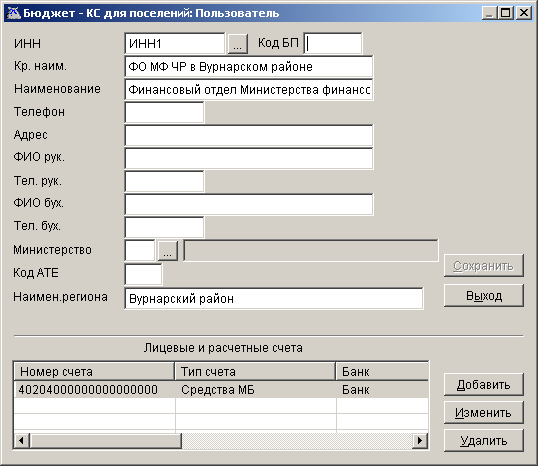 Бюджет - КС для поселений: Пользователь
ИНН ИНН1 ... Код БП
Кр. наим. ФО МФ ЧР в Вурнарском районе
Наименование Финансовый отдел Министерства финансо
Телефон
Адрес
ФИО рук.
Тел. рук.
ФИО бух.
Тел. бух.
Министерство ...
Код АТЕ
Сохранить
Наимен.региона Вурнарский район
Выход
Лицевые и расчетные счета
Номер счета Тип счета Банк
40204000000000000000 Средства МБ Банк
Добавить
Изменить
Удалить